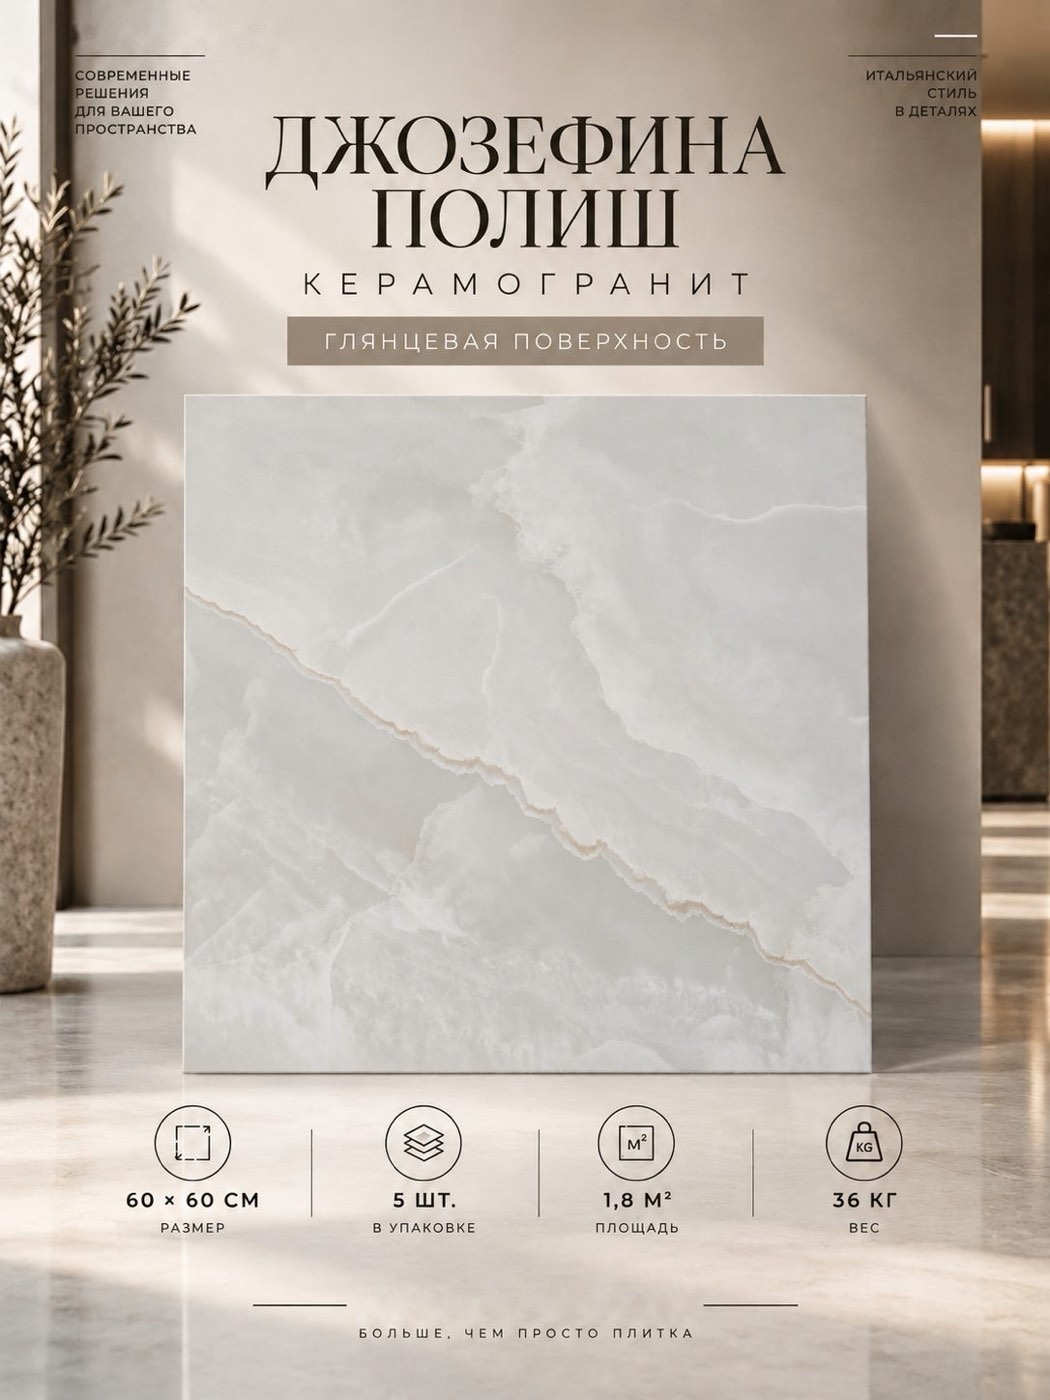 СОВРЕМЕННЫЕ
РЕШЕНИЯ
ДЛЯ ВАШЕГО
ПРОСТРАНСТВА
ИТАЛЬЯНСКИЙ
СТИЛЬ
В ДЕТАЛЯХ
ДЖОЗЕФИНА
ПОЛИШ
КЕРАМОГРАНИТ
ГЛЯНЦЕВАЯ ПОВЕРХНОСТЬ
М²
KG
60 × 60 СМ
5 ШТ.
1,8 М²
36 КГ
РАЗМЕР
В УПАКОВКЕ
ПЛОЩАДЬ
ВЕС
БОЛЬШЕ, ЧЕМ ПРОСТО ПЛИТКА